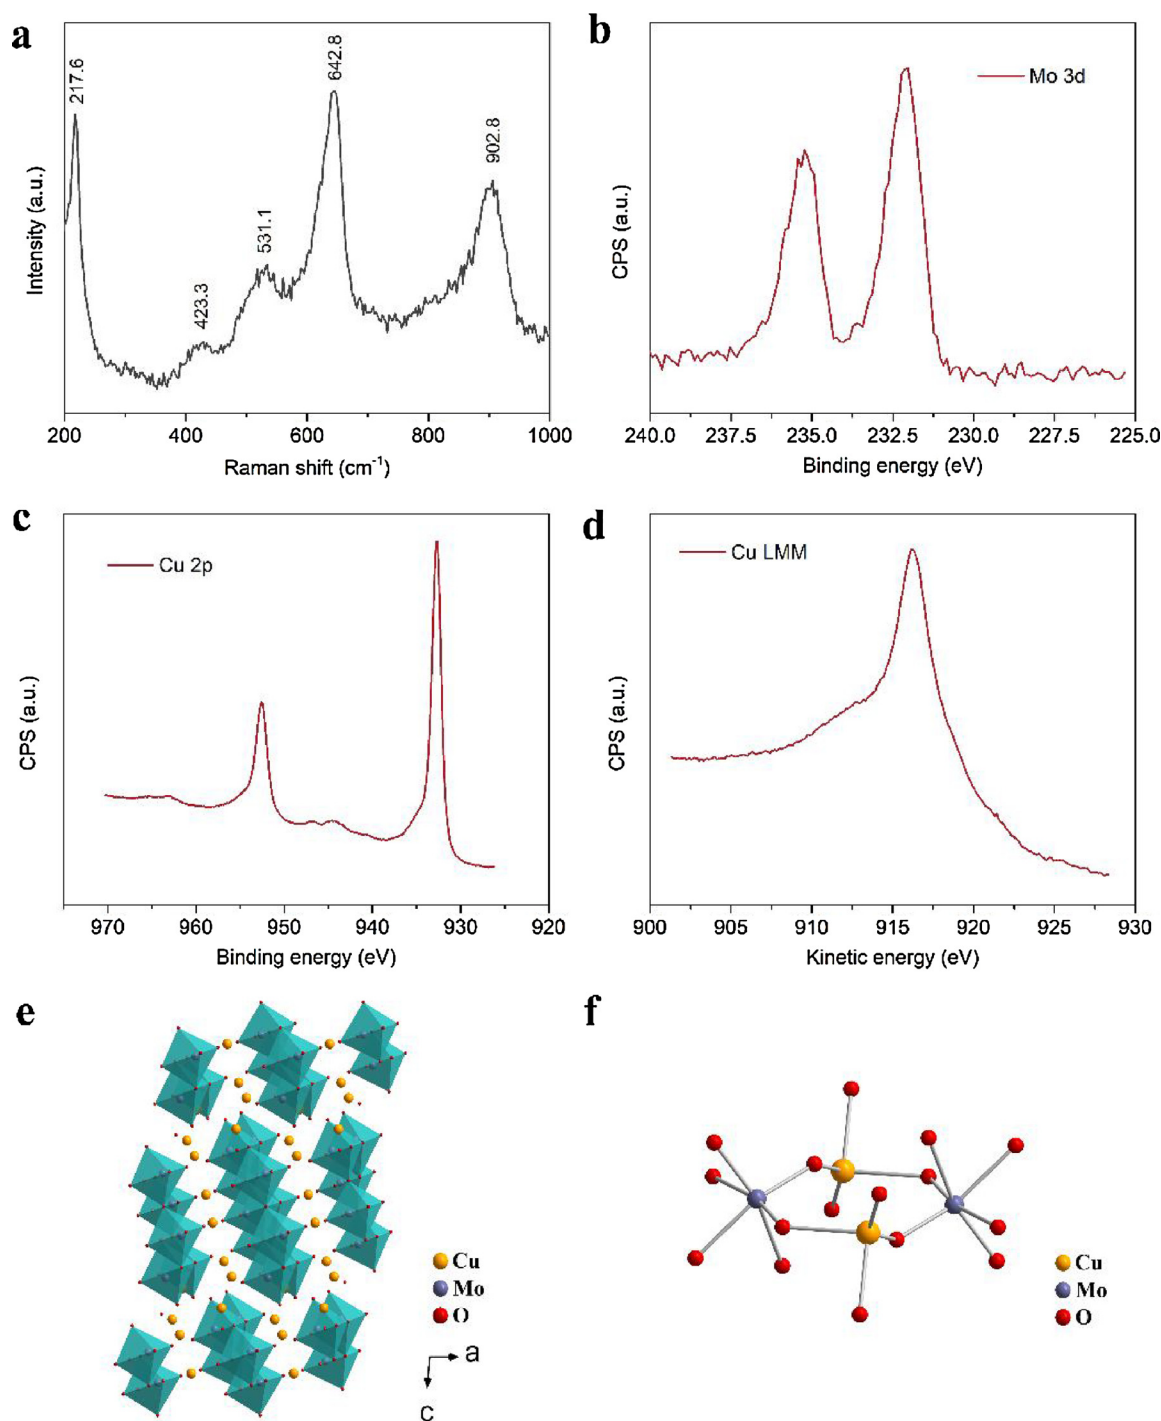 a
217.6
423.3
531.1
642.8
902.8
Intensity (a.u.)
200 400 600 800 1000
Raman shift (cm⁻¹)
b
Mo 3d
CPS (a.u.)
240.0 237.5 235.0 232.5 230.0 227.5 225.0
Binding energy (eV)
c
Cu 2p
CPS (a.u.)
970 960 950 940 930 920
Binding energy (eV)
d
Cu LMM
CPS (a.u.)
900 905 910 915 920 925 930
Kinetic energy (eV)
e
Cu
Mo
O
a
c
f
Cu
Mo
O